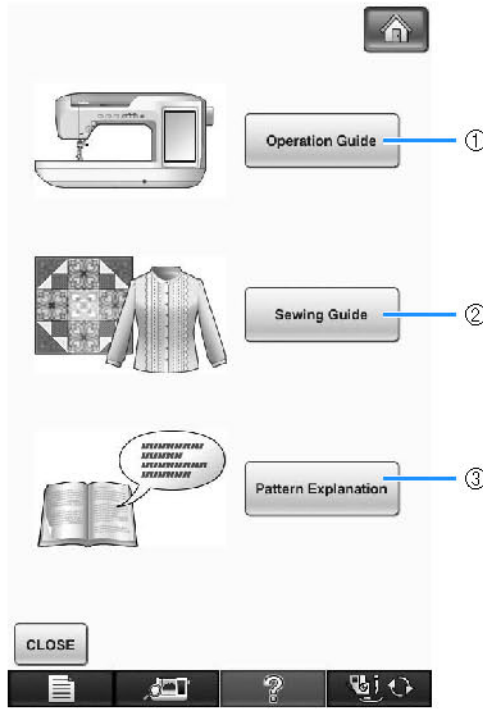 Operation Guide
①
Sewing Guide
②
Pattern Explanation
③
CLOSE
?